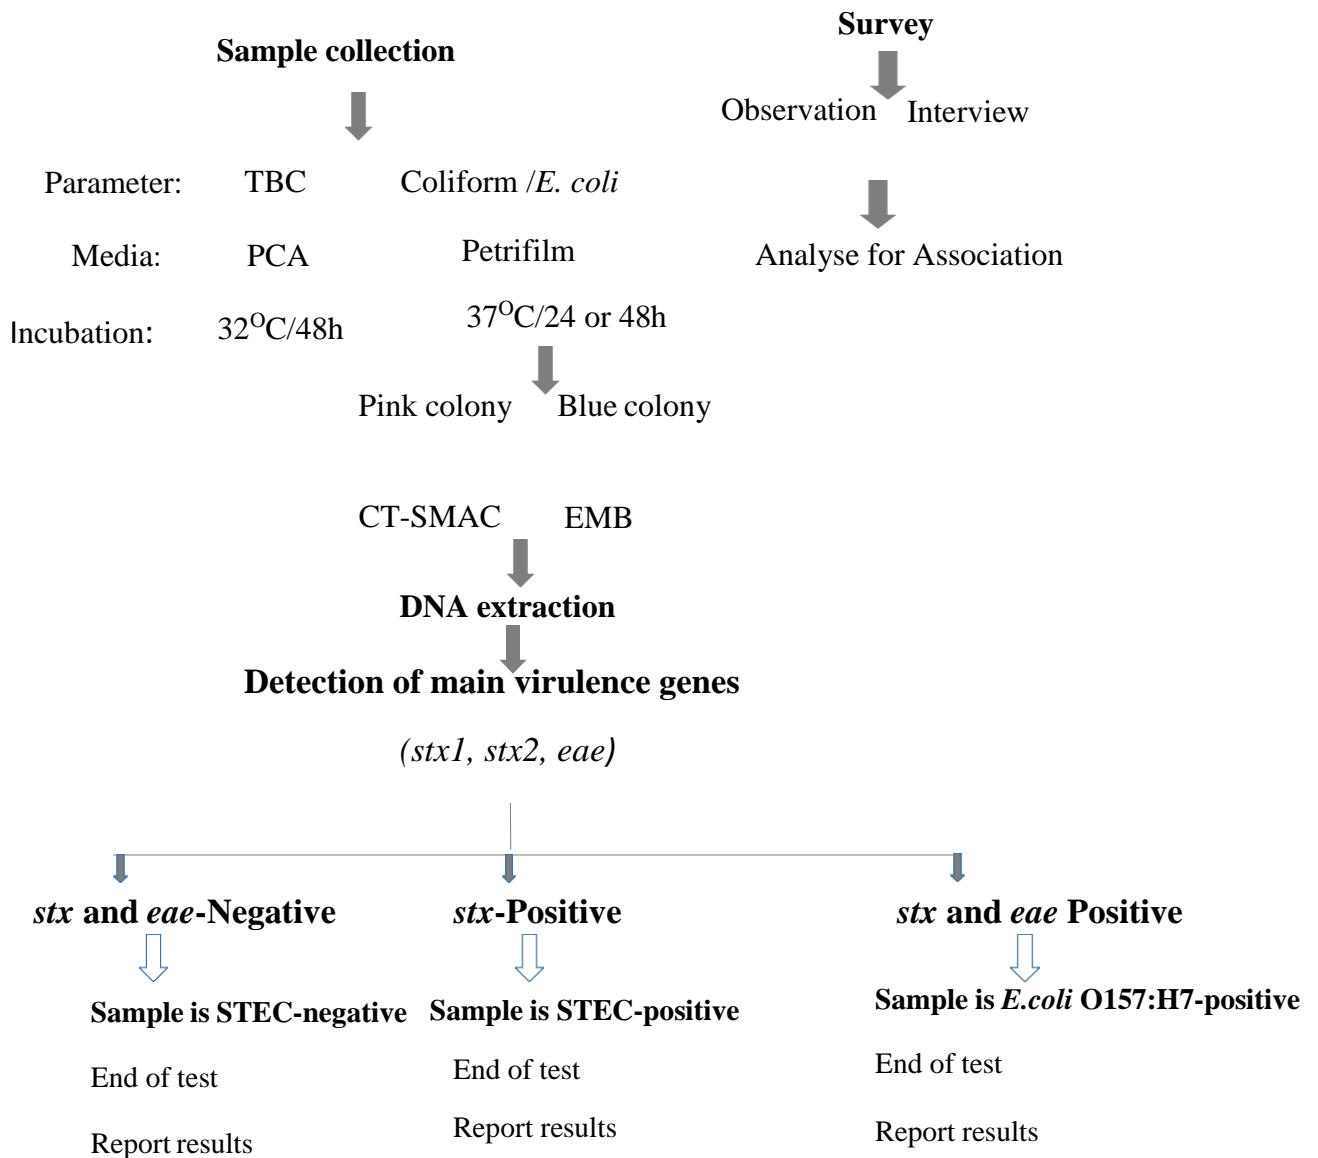 Survey
Sample collection
Observation Interview
Parameter: TBC Coliform /E. coli
Media: PCA Petrifilm Analyse for Association
Incubation: 32OC/48h 37OC/24 or 48h
Pink colony Blue colony
CT-SMAC EMB
DNA extraction
Detection of main virulence genes
(stx1, stx2, eae)
stx and eae-Negative stx-Positive stx and eae Positive
Sample is STEC-negative Sample is STEC-positive Sample is E.coli O157:H7-positive
End of test End of test End of test
Report results Report results Report results